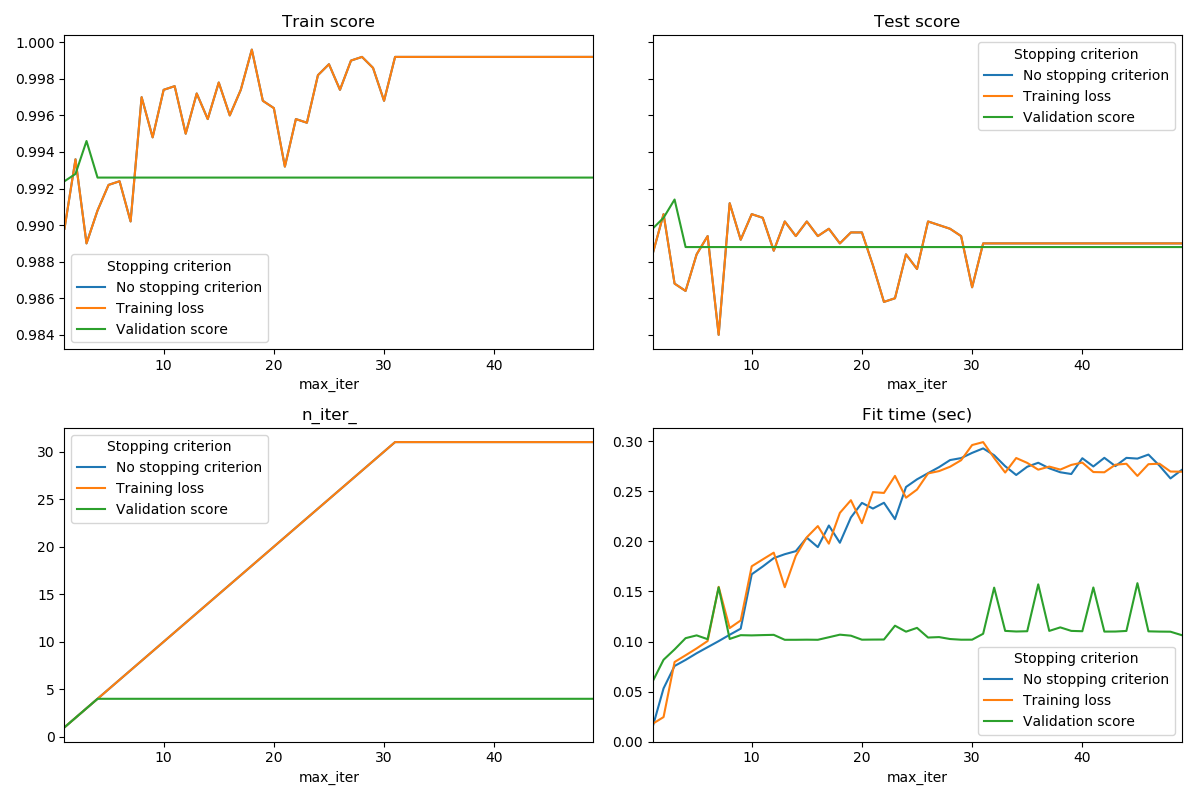 Train score
1.000
0.998
0.996
0.994
0.992
0.990
0.988
0.986
0.984
Stopping criterion
No stopping criterion
Training loss
Validation score
10
20
30
40
max_iter
Test score
Stopping criterion
No stopping criterion
Training loss
Validation score
10
20
30
40
max_iter
n_iter_
30
25
20
15
10
5
0
Stopping criterion
No stopping criterion
Training loss
Validation score
10
20
30
40
max_iter
Fit time (sec)
0.30
0.25
0.20
0.15
0.10
0.05
0.00
Stopping criterion
No stopping criterion
Training loss
Validation score
10
20
30
40
max_iter